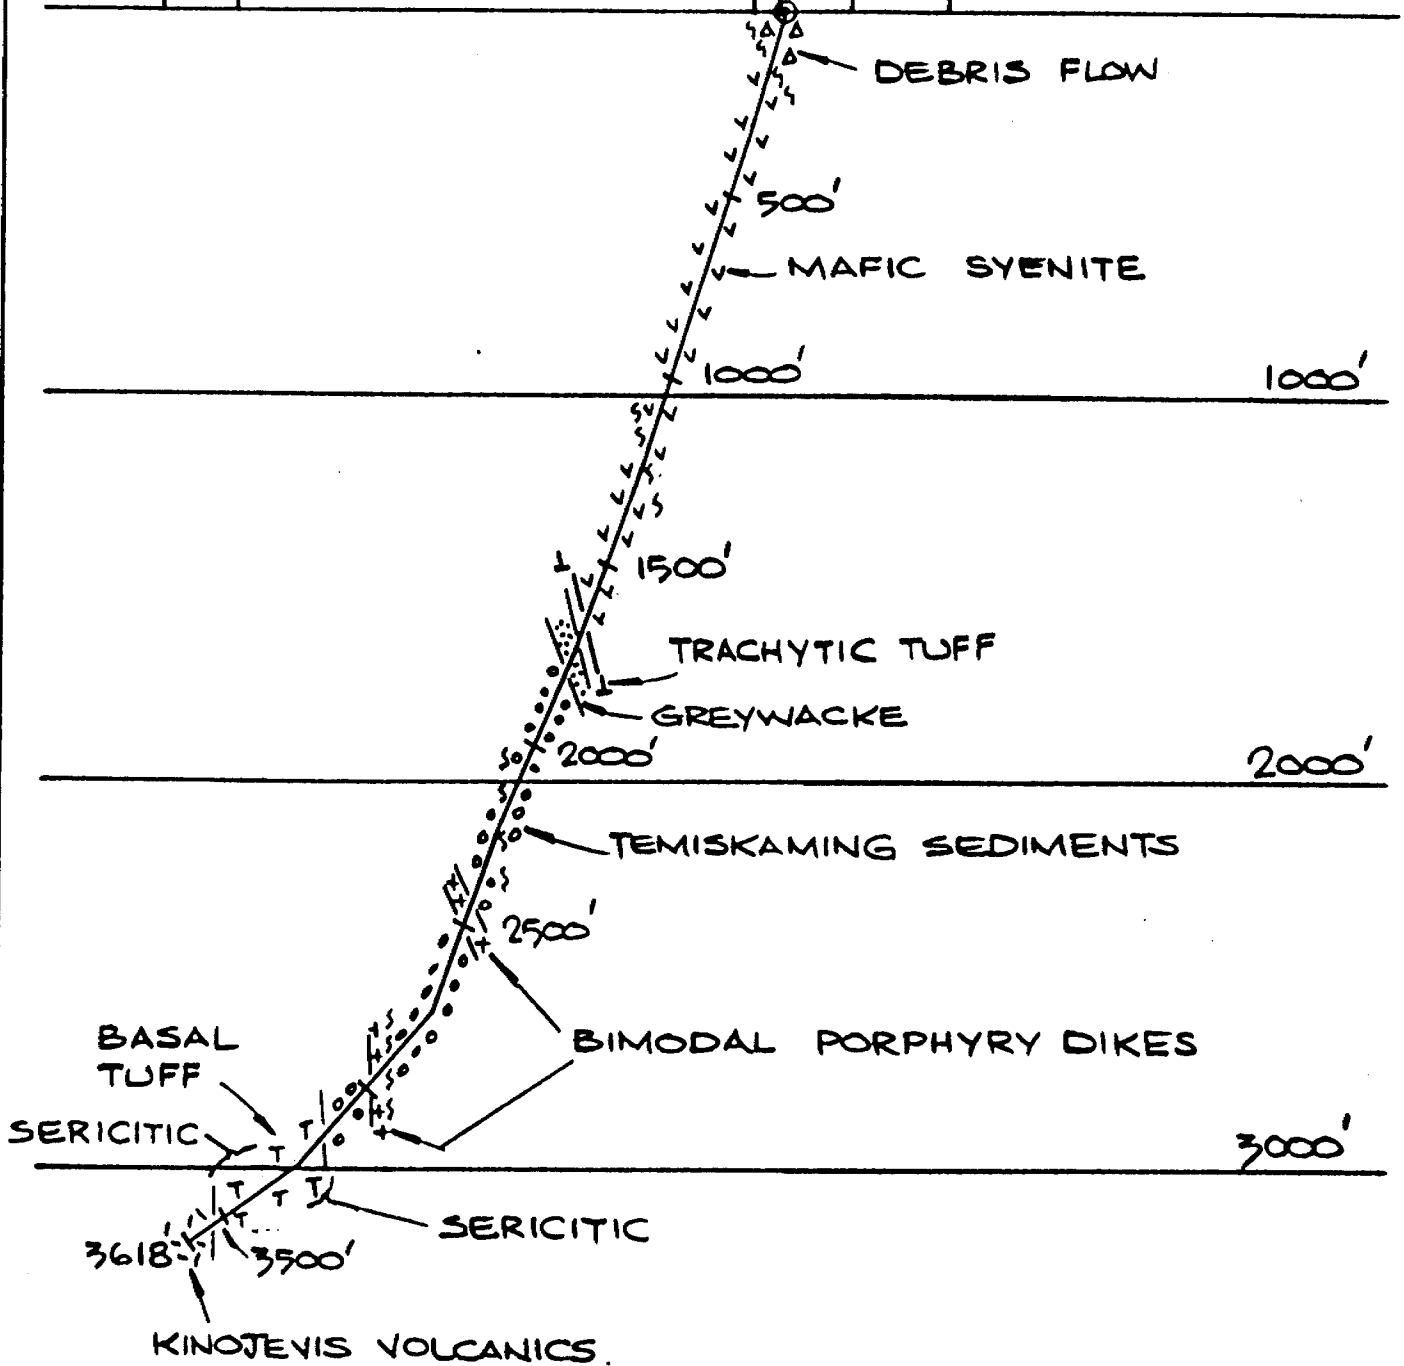 DEBRIS FLOW
500'
MAFIC SYENITE
1000'
1000'
1500'
TRACHYTIC TUFF
GREYWACKE
2000'
2000'
TEMISKAMING SEDIMENTS
2500'
BIMODAL PORPHYRY DIKES
BASAL
TUFF
SERICITIC
3000'
SERICITIC
3618'
3500'
KINOJEVIS VOLCANICS.